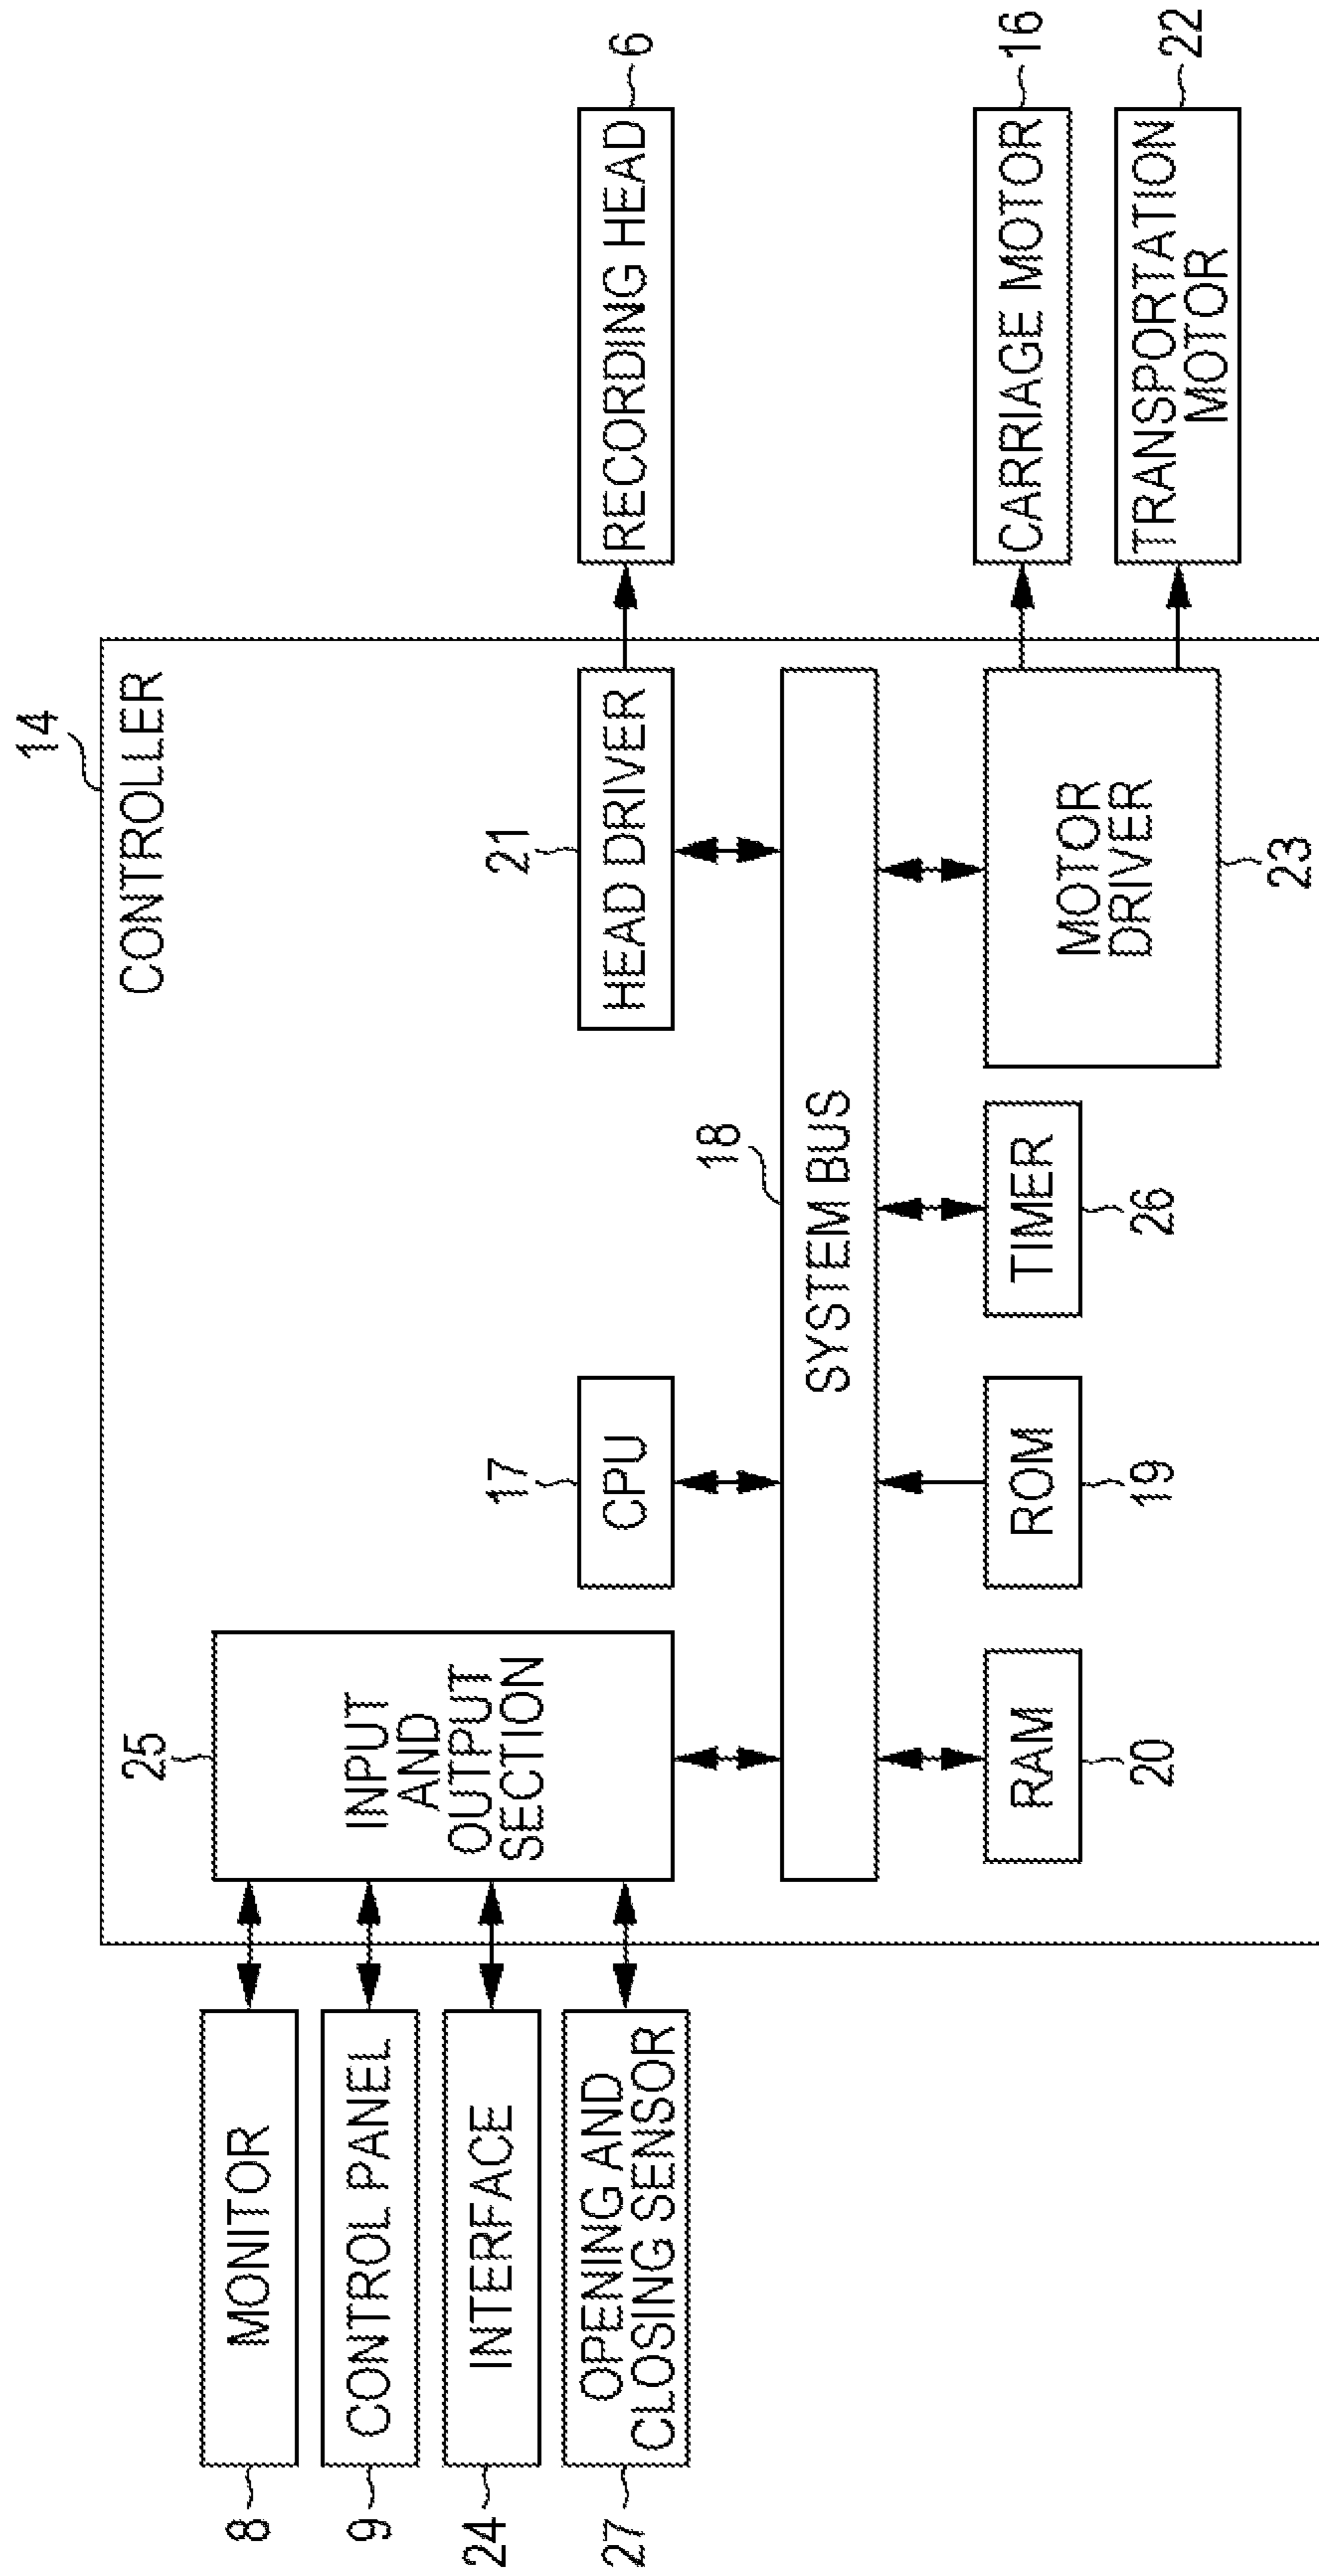 14
CONTROLLER
8
MONITOR
9
CONTROL PANEL
24
INTERFACE
27
OPENING AND
CLOSING SENSOR
25
INPUT
AND
OUTPUT
SECTION
17
CPU
21
HEAD DRIVER
RECORDING HEAD
6
18
SYSTEM BUS
RAM
20
ROM
19
TIMER
26
MOTOR
DRIVER
23
CARRIAGE MOTOR
16
TRANSPORTATION
MOTOR
22